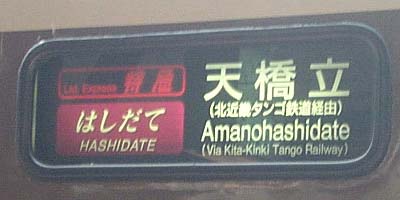 Ltd. Express 特急
はしだて
HASHIDATE
天橋立
(北近畿タンゴ鉄道経由)
Amanohashidate
(Via Kita-Kinki Tango Railway)